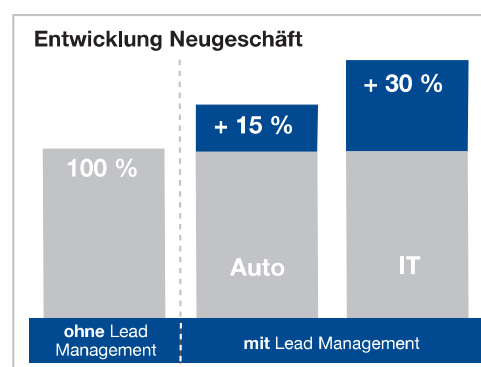 Entwicklung Neugeschäft
+ 30 %
+ 15 %
100 %
Auto
IT
ohne Lead
Management
mit Lead Management